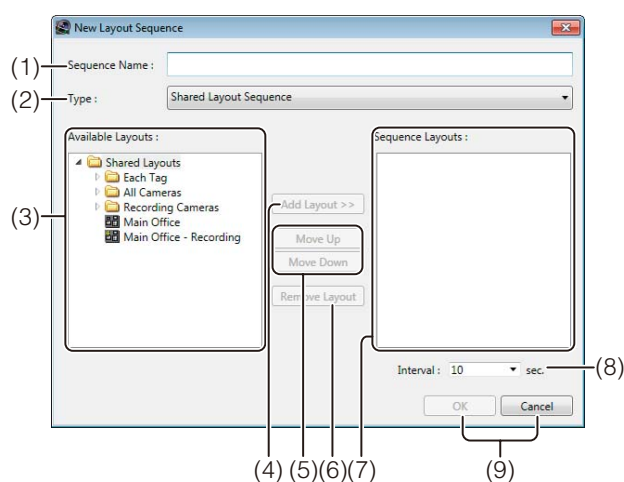 New Layout Sequence
(1) Sequence Name :
(2) Type : Shared Layout Sequence
Available Layouts : Sequence Layouts :
Shared Layouts
Each Tag
All Cameras
Recording Cameras
Main Office
Main Office - Recording
(3)
Add Layout >>
Move Up
Move Down
Remove Layout
Interval : 10 sec. (8)
OK Cancel
(4) (5)(6)(7) (9)